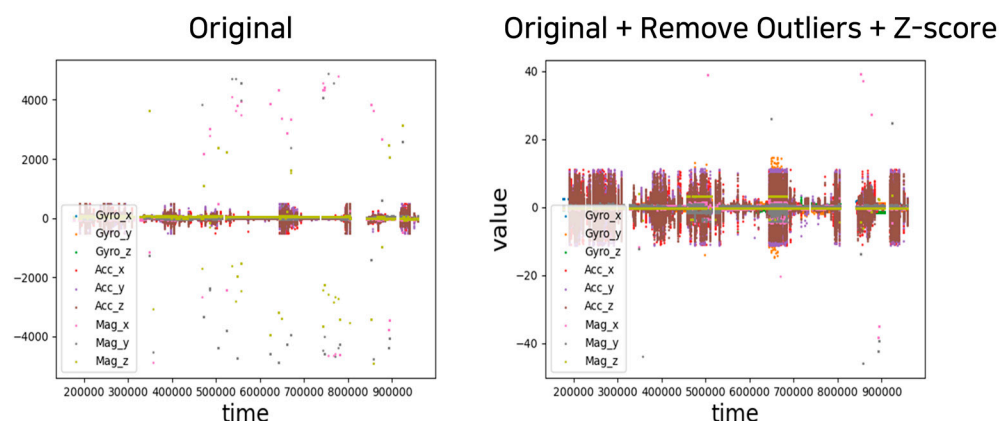 Original
4000
2000
0
−2000
−4000
Gyro_x
Gyro_y
Gyro_z
Acc_x
Acc_y
Acc_z
Mag_x
Mag_y
Mag_z
200000 300000 400000 500000 600000 700000 800000 900000
time
Original + Remove Outliers + Z-score
value
40
20
0
−20
−40
Gyro_x
Gyro_y
Gyro_z
Acc_x
Acc_y
Acc_z
Mag_x
Mag_y
Mag_z
200000 300000 400000 500000 600000 700000 800000 900000
time